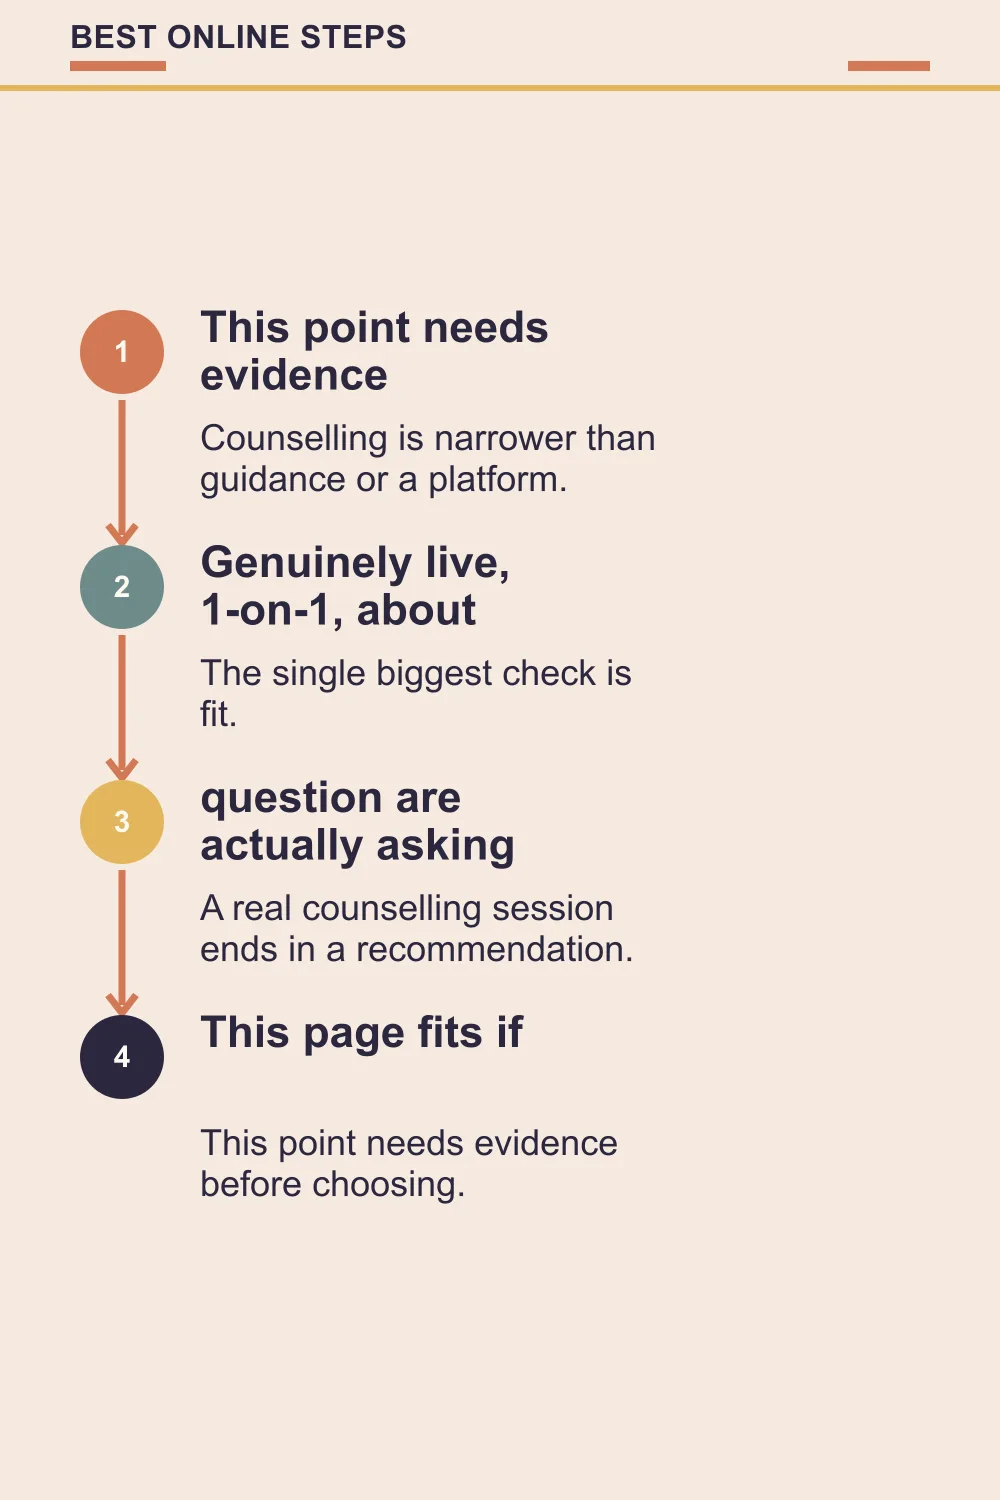 BEST ONLINE STEPS
1
This point needs
evidence
Counselling is narrower than
guidance or a platform.
2
Genuinely live,
1-on-1, about
The single biggest check is
fit.
3
question are
actually asking
A real counselling session
ends in a recommendation.
4
This page fits if
This point needs evidence
before choosing.